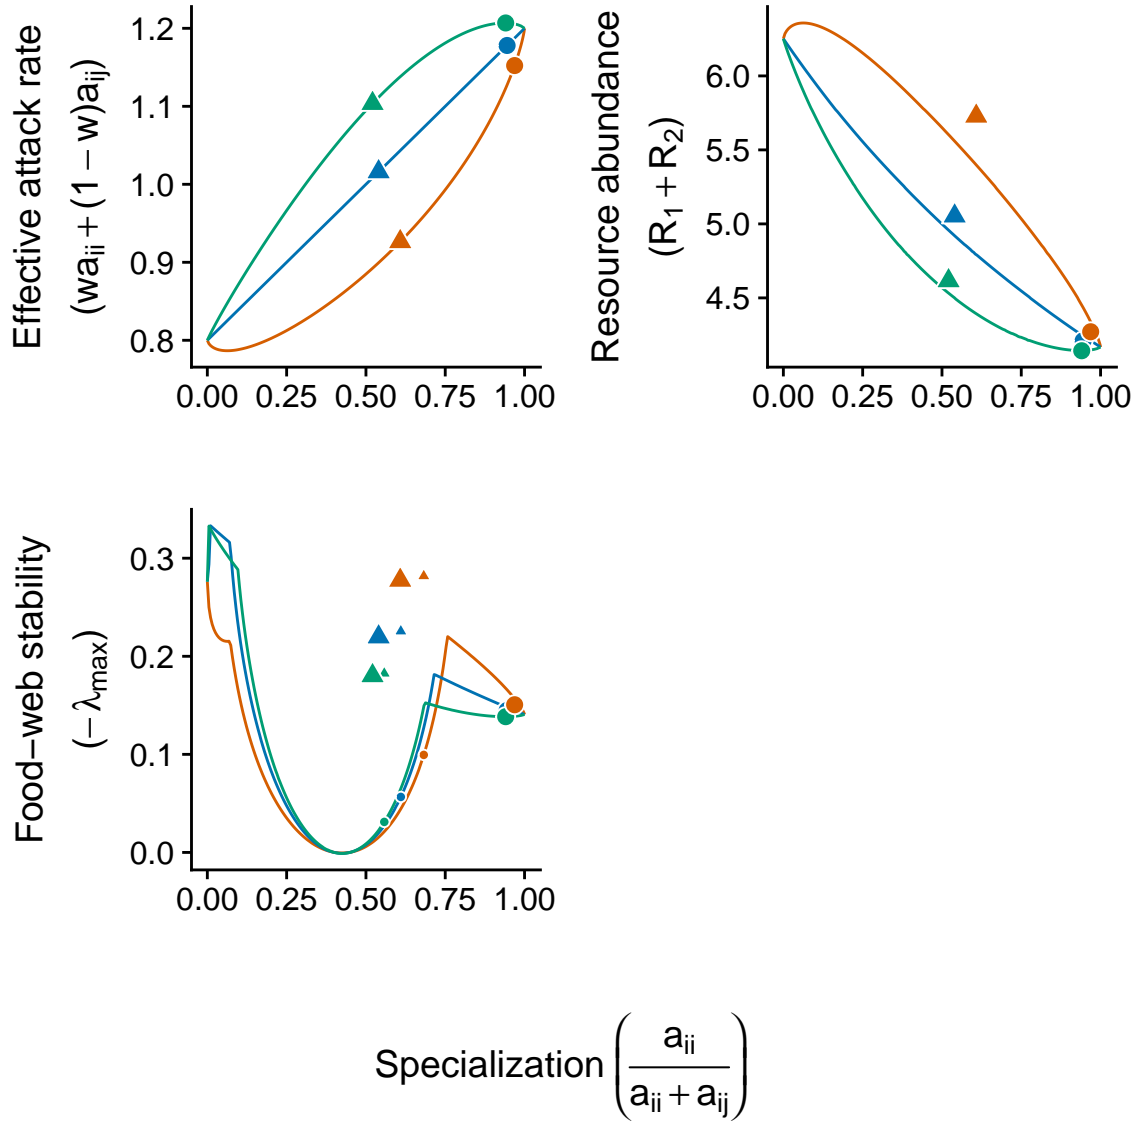 Effective attack rate
(wa_ii + (1 − w)a_ij)
1.2
1.1
1.0
0.9
0.8
0.00 0.25 0.50 0.75 1.00
Resource abundance
(R_1 + R_2)
6.0
5.5
5.0
4.5
0.00 0.25 0.50 0.75 1.00
Food−web stability
(− λ_max)
0.3
0.2
0.1
0.0
0.00 0.25 0.50 0.75 1.00
Specialization (a_ii / (a_ii + a_ij))